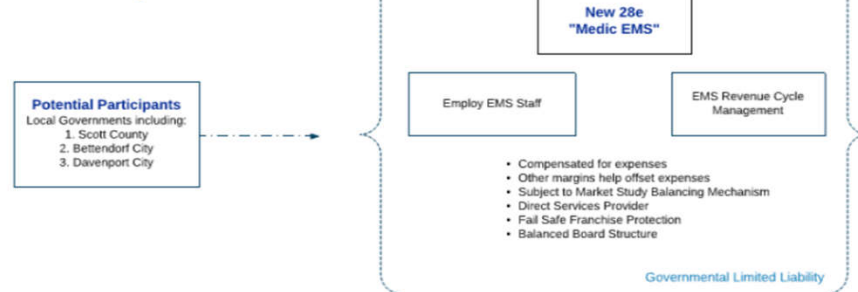 New 28e
"Medic EMS"
Potential Participants
Local Governments including:
1. Scott County
2. Bettendorf City
3. Davenport City
Employ EMS Staff
EMS Revenue Cycle
Management
• Compensated for expenses
• Other margins help offset expenses
• Subject to Market Study Balancing Mechanism
• Direct Services Provider
• Fail Safe Franchise Protection
• Balanced Board Structure
Governmental Limited Liability